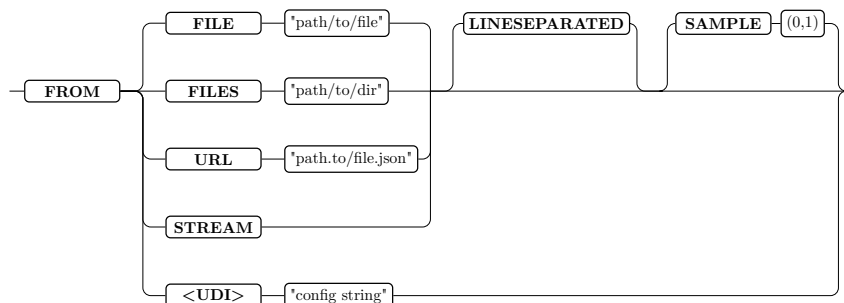 FILE "path/to/file" LINESEPARATED SAMPLE (0,1)
FROM FILES "path/to/dir"
URL "path.to/file.json"
STREAM
<UDI> "config string"